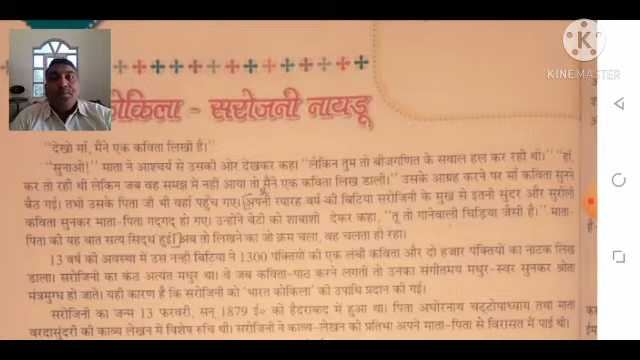 KINEMASTER
कोकिला - सरोजनी नायडू
"देखो माँ, मैंने एक कविता लिखी है।"
"सुनाओ!" माता ने आश्चर्य से उसकी ओर देखकर कहा "लेकिन तुम तो बीजगणित के सवाल हल कर रही थी।" "हाँ,
कर तो रही थी लेकिन जब वह समझ में नहीं आया तो मैंने एक कविता लिख डाली। उसके आग्रह करने पर माँ कविता सुनने
बैठ गई। तभी उसके पिता जी भी वहाँ पहुँच गए। अपनी ग्यारह वर्ष की बिटिया सरोजिनी के मुख से इतनी सुंदर और सुरीली
कविता सुनकर माता-पिता गद्गद् हो गए। उन्होंने बेटी को शाबाशी देकर कहा, "तू तो गानेवाली चिड़िया जैसी है।" माता-
पिता की यह बात सत्य सिद्ध हुई। अब तो लिखने का जो क्रम चला, वह चलता ही रहा।
13 वर्ष की अवस्था में उस नन्ही बिटिया ने 1300 पंक्तियों की एक लंबी कविता और दो हजार पंक्तियों का नाटक लिख
डाला। सरोजिनी का कंठ अत्यंत मधुर था। वे जब कविता-पाठ करने लगतीं तो उनका संगीतमय मधुर-स्वर सुनकर श्रोता
मंत्रमुग्ध हो जाते। यही कारण है कि सरोजिनी को 'भारत कोकिला' की उपाधि प्रदान की गई।
सरोजिनी का जन्म 13 फरवरी, सन् 1879 ई० को हैदराबाद में हुआ था। पिता अघोरनाथ चट्टोपाध्याय तथा माता
वरदासुंदरी की काव्य लेखन में विशेष रुचि थी। सरोजिनी ने काव्य-लेखन की प्रतिभा अपने माता-पिता से विरासत में पाई थी।